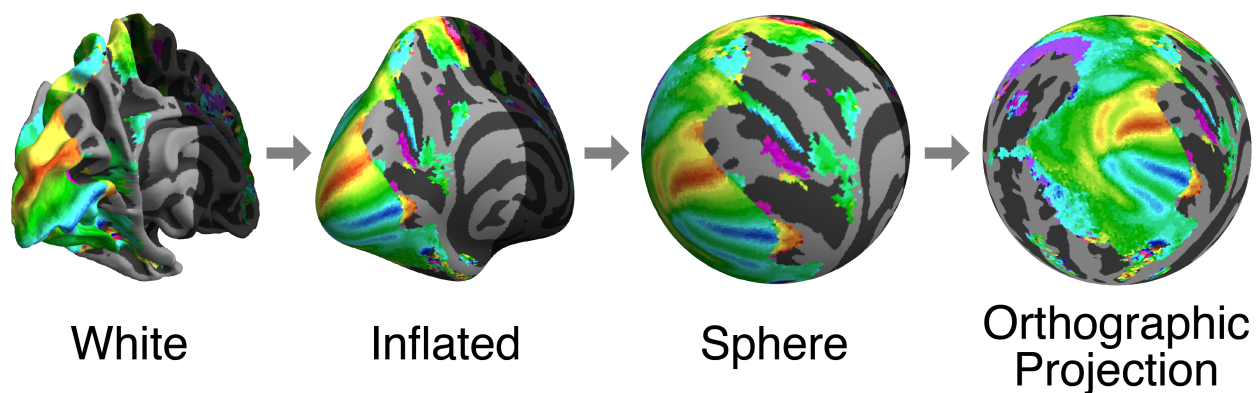 White
Inflated
Sphere
Orthographic
Projection